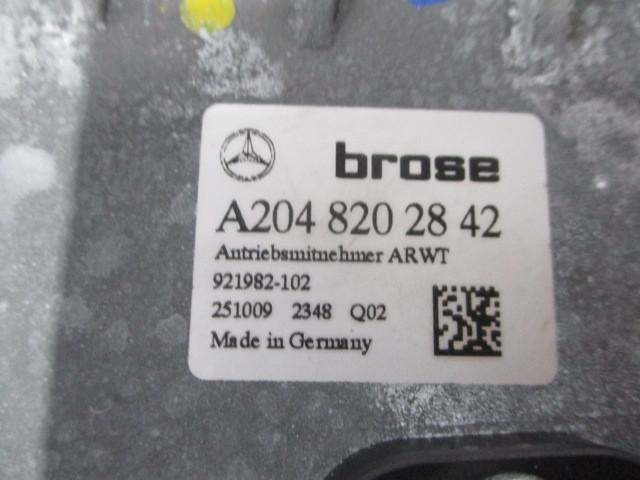 brose
A204 820 28 42
Antriebsmitnehmer ARWT
921982-102
251009 2348 Q02
Made in Germany